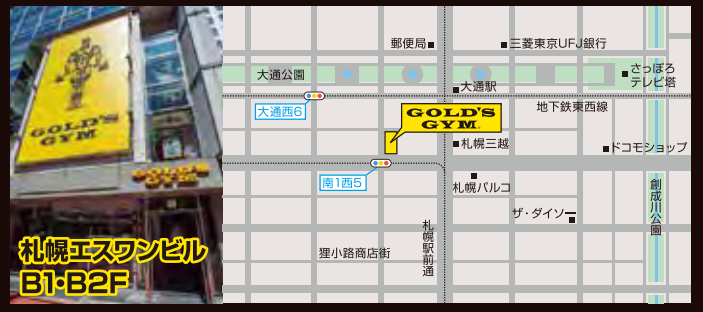 GOLD'S GYM
GOLD'S
GYM
札幌エスワンビル
B1・B2F
郵便局
三菱東京UFJ銀行
大通公園
さっぽろ
テレビ塔
大通駅
大通西6
地下鉄東西線
GOLD'S
GYM
札幌三越
ドコモショップ
南1西5
札幌パルコ
ザ・ダイソー
創成川公園
札幌駅前通
狸小路商店街